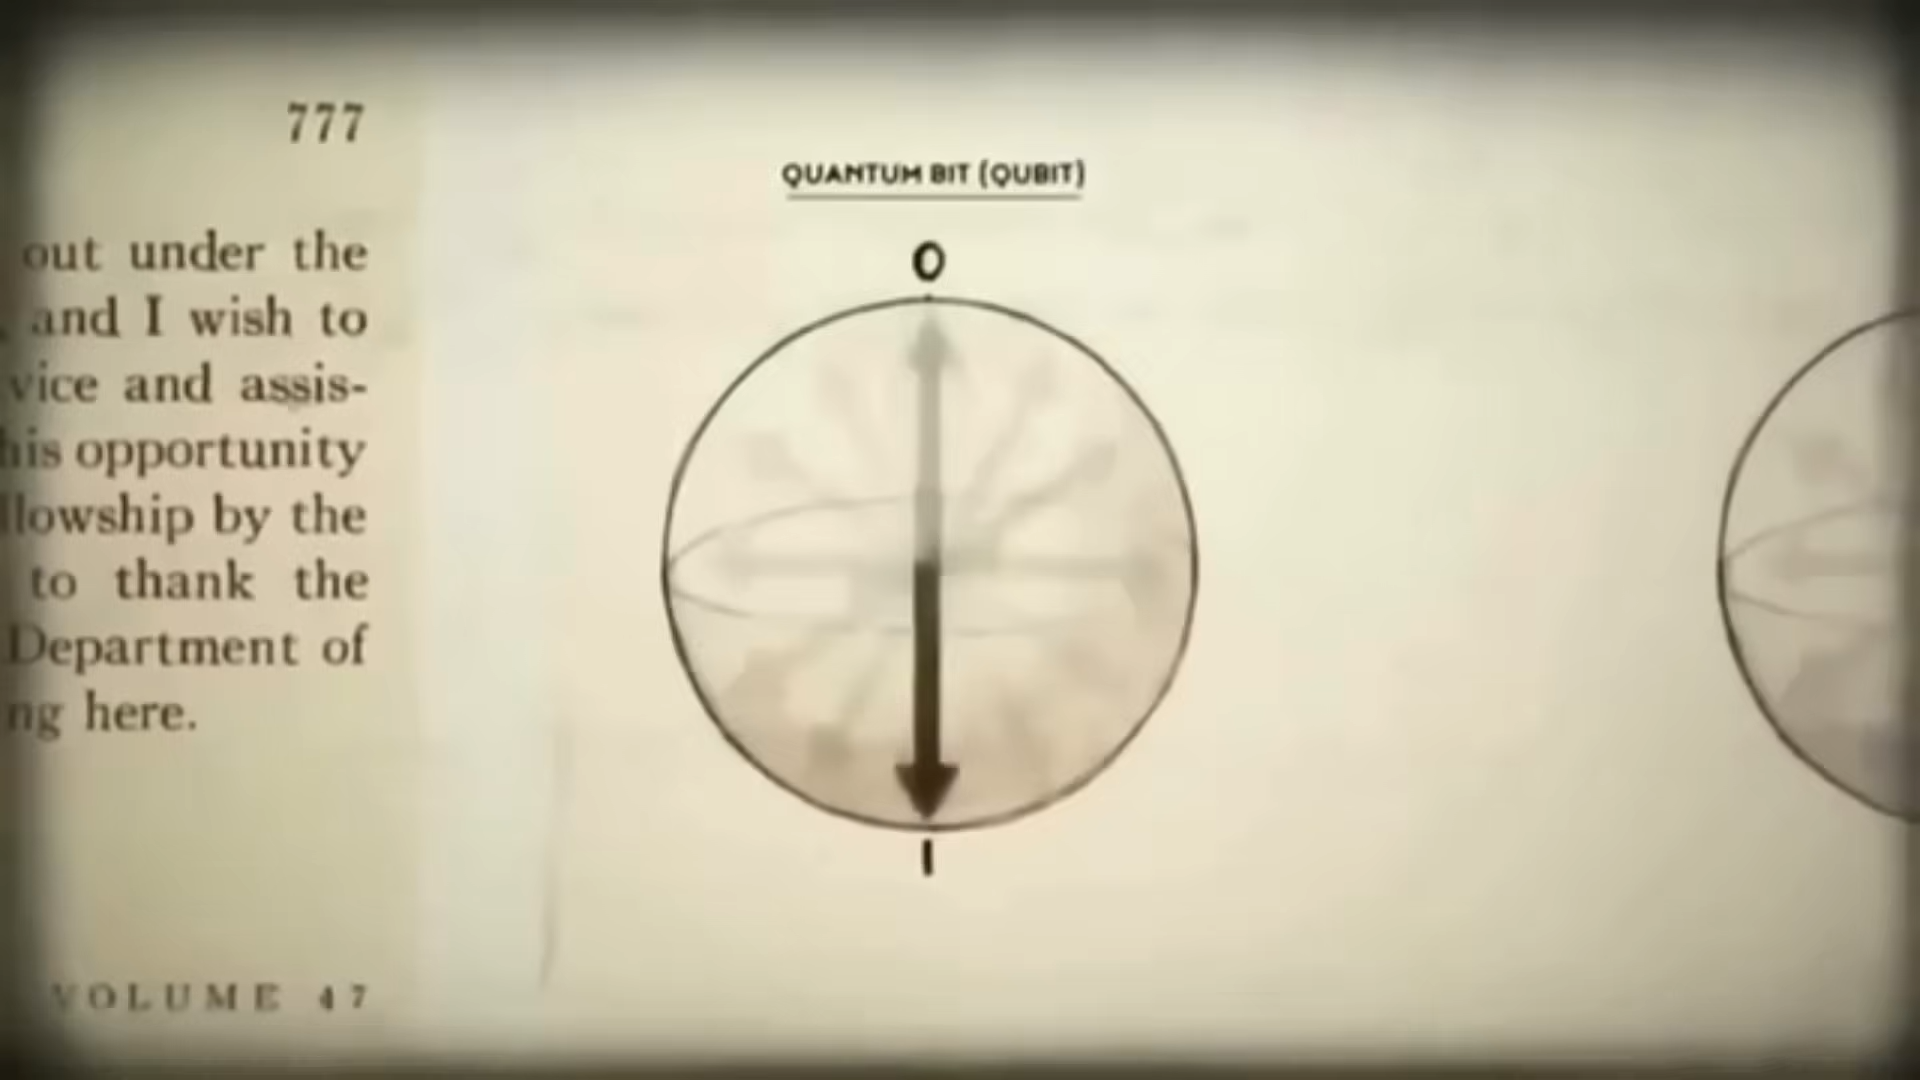 777
out under the
and I wish to
vice and assis-
his opportunity
llowship by the
to thank the
Department of
ng here.
VOLUME 47
QUANTUM BIT (QUBIT)
0
1